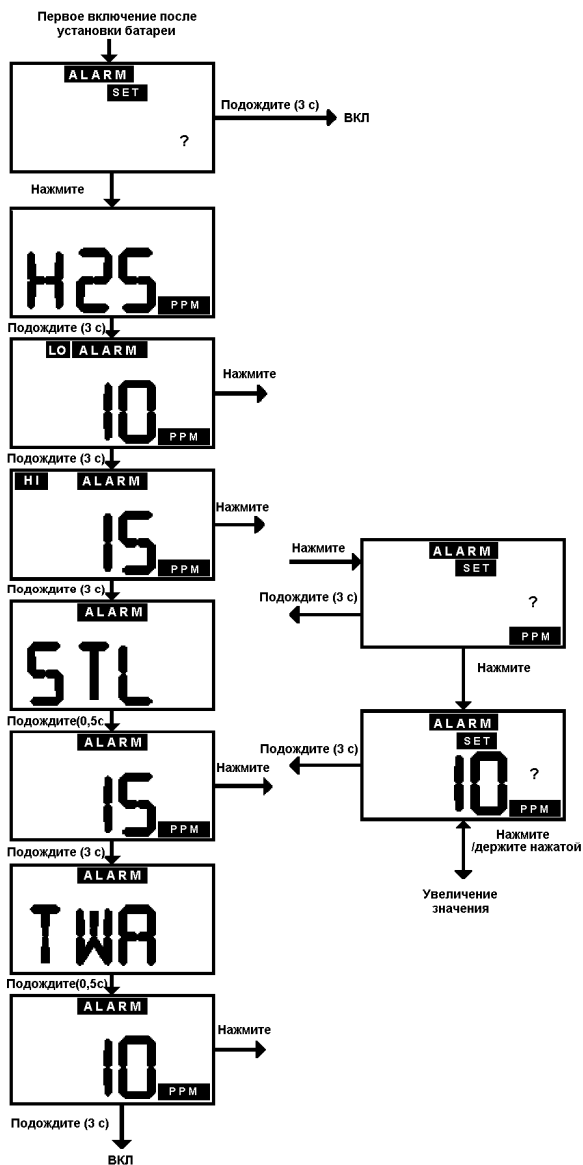 Первое включение после
установки батареи
ALARM
SET
?
Подождите (3 с)
ВКЛ
Нажмите
H2S
PPM
Подождите (3 с)
LO ALARM
10
PPM
Нажмите
Подождите (3 с)
HI ALARM
15
PPM
Нажмите
Подождите (3 с)
ALARM
STL
Подождите(0,5с
ALARM
15
PPM
Нажмите
Подождите (3 с)
ALARM
TWA
Подождите(0,5с)
ALARM
10
PPM
Нажмите
Подождите (3 с)
ВКЛ
Нажмите
ALARM
SET
?
PPM
Подождите (3 с)
Нажмите
ALARM
SET
10 ?
PPM
Подождите (3 с)
Нажмите
/держите нажатой
Увеличение
значения